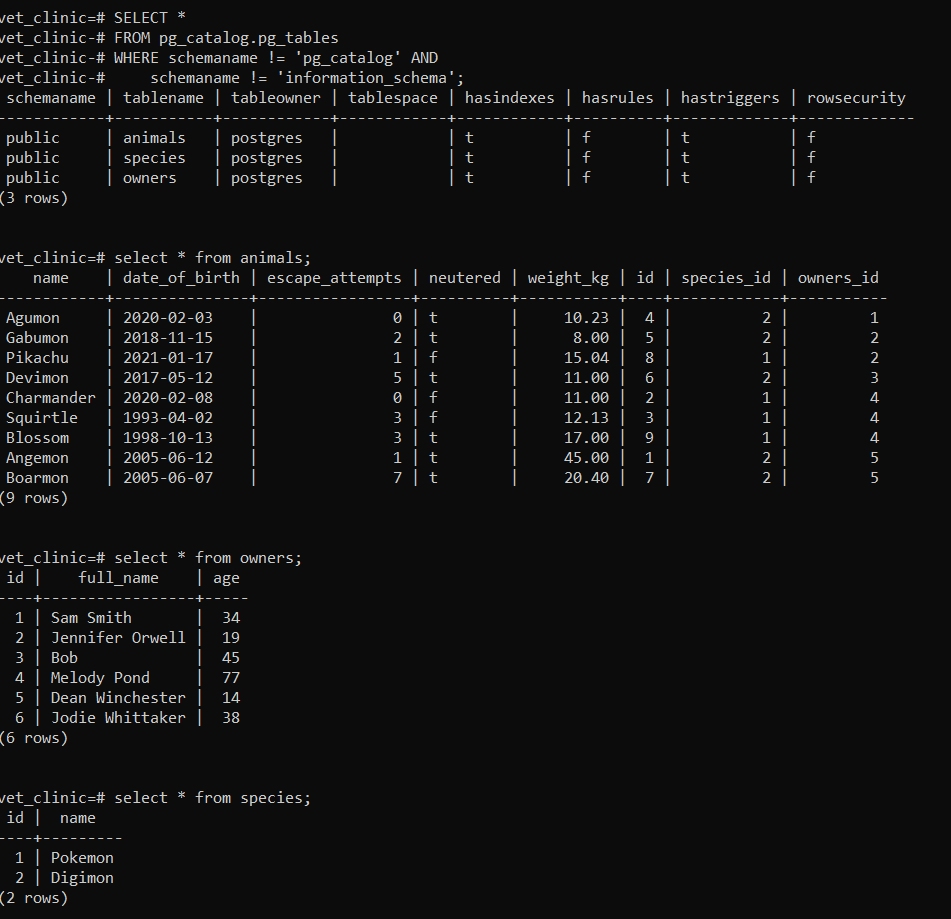 vet_clinic=# SELECT *
vet_clinic-# FROM pg_catalog.pg_tables
vet_clinic-# WHERE schemaname != 'pg_catalog' AND
vet_clinic-#     schemaname != 'information_schema';
 schemaname | tablename | tableowner | tablespace | hasindexes | hasrules | hastriggers | rowsecurity
------------+-----------+------------+------------+------------+----------+-------------+-------------
 public     | animals   | postgres   |            | t          | f        | t           | f
 public     | species   | postgres   |            | t          | f        | t           | f
 public     | owners    | postgres   |            | t          | f        | t           | f
(3 rows)
vet_clinic=# select * from animals;
    name    | date_of_birth | escape_attempts | neutered | weight_kg | id | species_id | owners_id
------------+---------------+-----------------+----------+-----------+----+------------+-----------
 Agumon     | 2020-02-03    |               0 | t        |     10.23 |  4 |          2 |         1
 Gabumon    | 2018-11-15    |               2 | t        |      8.00 |  5 |          2 |         2
 Pikachu    | 2021-01-17    |               1 | f        |     15.04 |  8 |          1 |         2
 Devimon    | 2017-05-12    |               5 | t        |     11.00 |  6 |          2 |         3
 Charmander | 2020-02-08    |               0 | f        |     11.00 |  2 |          1 |         4
 Squirtle   | 1993-04-02    |               3 | f        |     12.13 |  3 |          1 |         4
 Blossom    | 1998-10-13    |               3 | t        |     17.00 |  9 |          1 |         4
 Angemon    | 2005-06-12    |               1 | t        |     45.00 |  1 |          2 |         5
 Boarmon    | 2005-06-07    |               7 | t        |     20.40 |  7 |          2 |         5
(9 rows)
vet_clinic=# select * from owners;
 id |    full_name    | age
----+-----------------+-----
  1 | Sam Smith       |  34
  2 | Jennifer Orwell |  19
  3 | Bob             |  45
  4 | Melody Pond     |  77
  5 | Dean Winchester |  14
  6 | Jodie Whittaker |  38
(6 rows)
vet_clinic=# select * from species;
 id |  name
----+---------
  1 | Pokemon
  2 | Digimon
(2 rows)